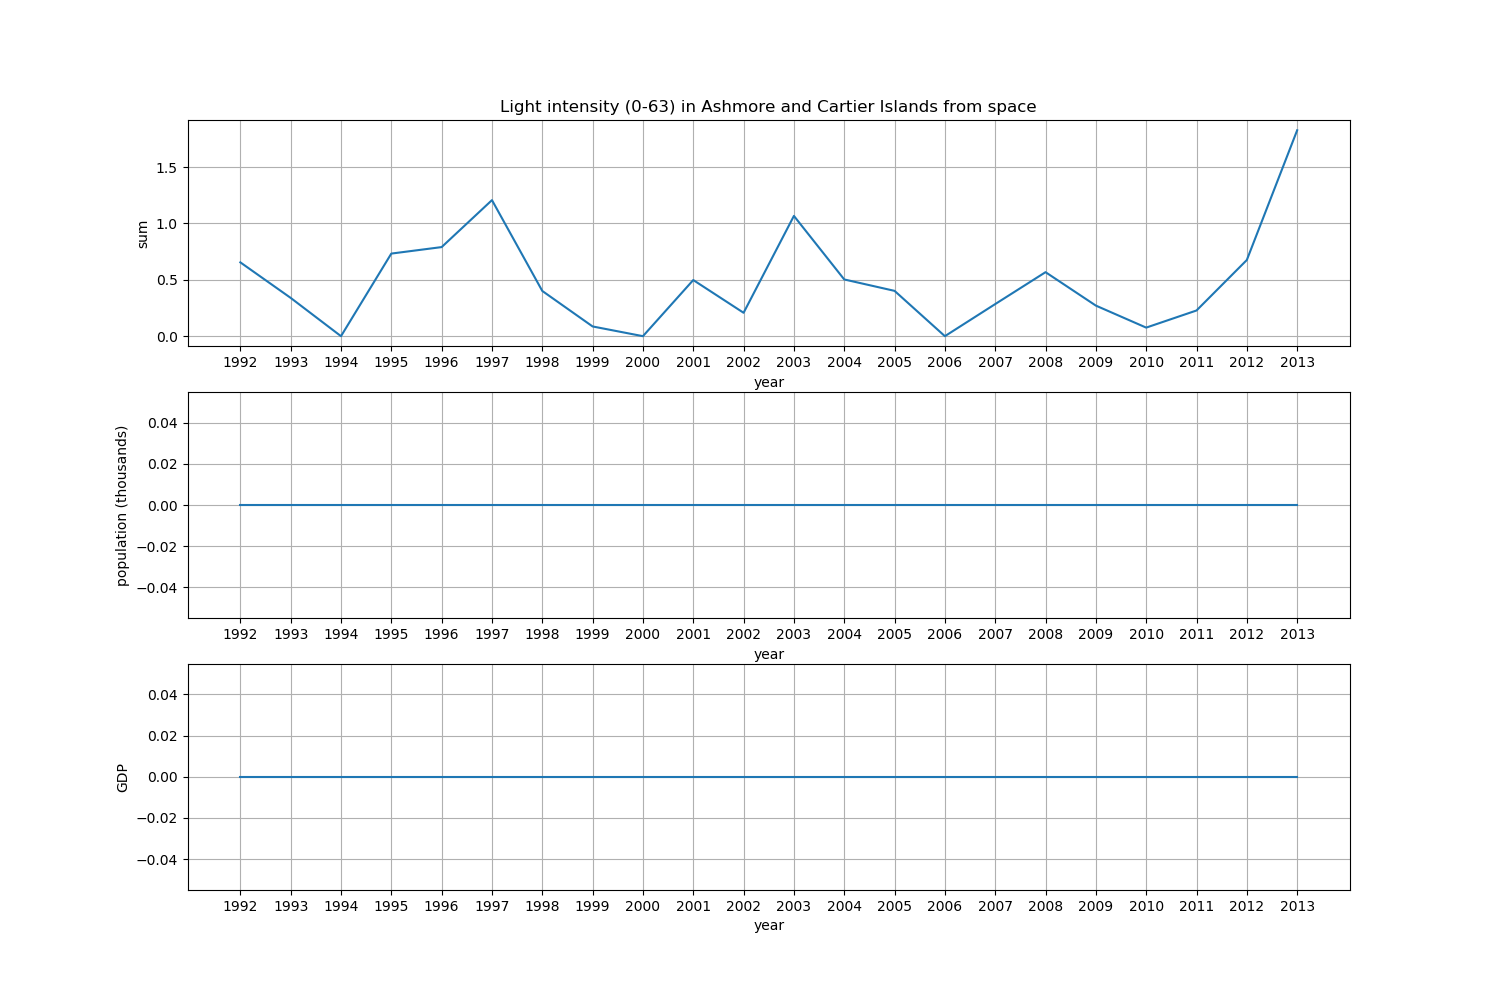 Light intensity (0-63) in Ashmore and Cartier Islands from space
sum
1.5
1.0
0.5
0.0
1992 1993 1994 1995 1996 1997 1998 1999 2000 2001 2002 2003 2004 2005 2006 2007 2008 2009 2010 2011 2012 2013
year
population (thousands)
0.04
0.02
0.00
−0.02
−0.04
1992 1993 1994 1995 1996 1997 1998 1999 2000 2001 2002 2003 2004 2005 2006 2007 2008 2009 2010 2011 2012 2013
year
GDP
0.04
0.02
0.00
−0.02
−0.04
1992 1993 1994 1995 1996 1997 1998 1999 2000 2001 2002 2003 2004 2005 2006 2007 2008 2009 2010 2011 2012 2013
year